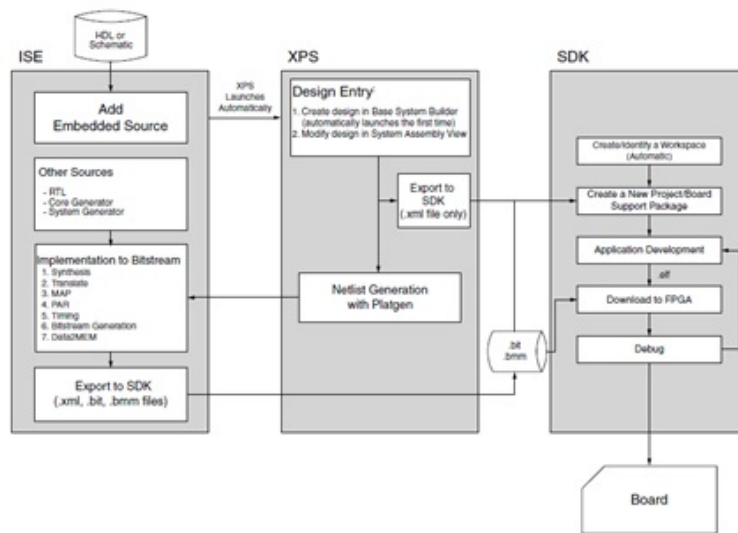 HDL or
Schematic
ISE
Add
Embedded Source
Other Sources
- RTL
- Core Generator
- System Generator
Implementation to Bitstream
1. Synthesis
2. Translate
3. MAP
4. PAR
5. Timing
6. Bitstream Generation
7. Data2MEM
Export to SDK
(.xml, .bit, .bmm files)
XPS
Launches
Automatically
XPS
Design Entry
1. Create design in Base System Builder
(automatically launches the first time)
2. Modify design in System Assembly View
Export to
SDK
(.xml file only)
Netlist Generation
with Platgen
.bit
.bmm
SDK
Create/Identify a Workspace
(Automatic)
Create a New Project/Board
Support Package
Application Development
.elf
Download to FPGA
Debug
Board